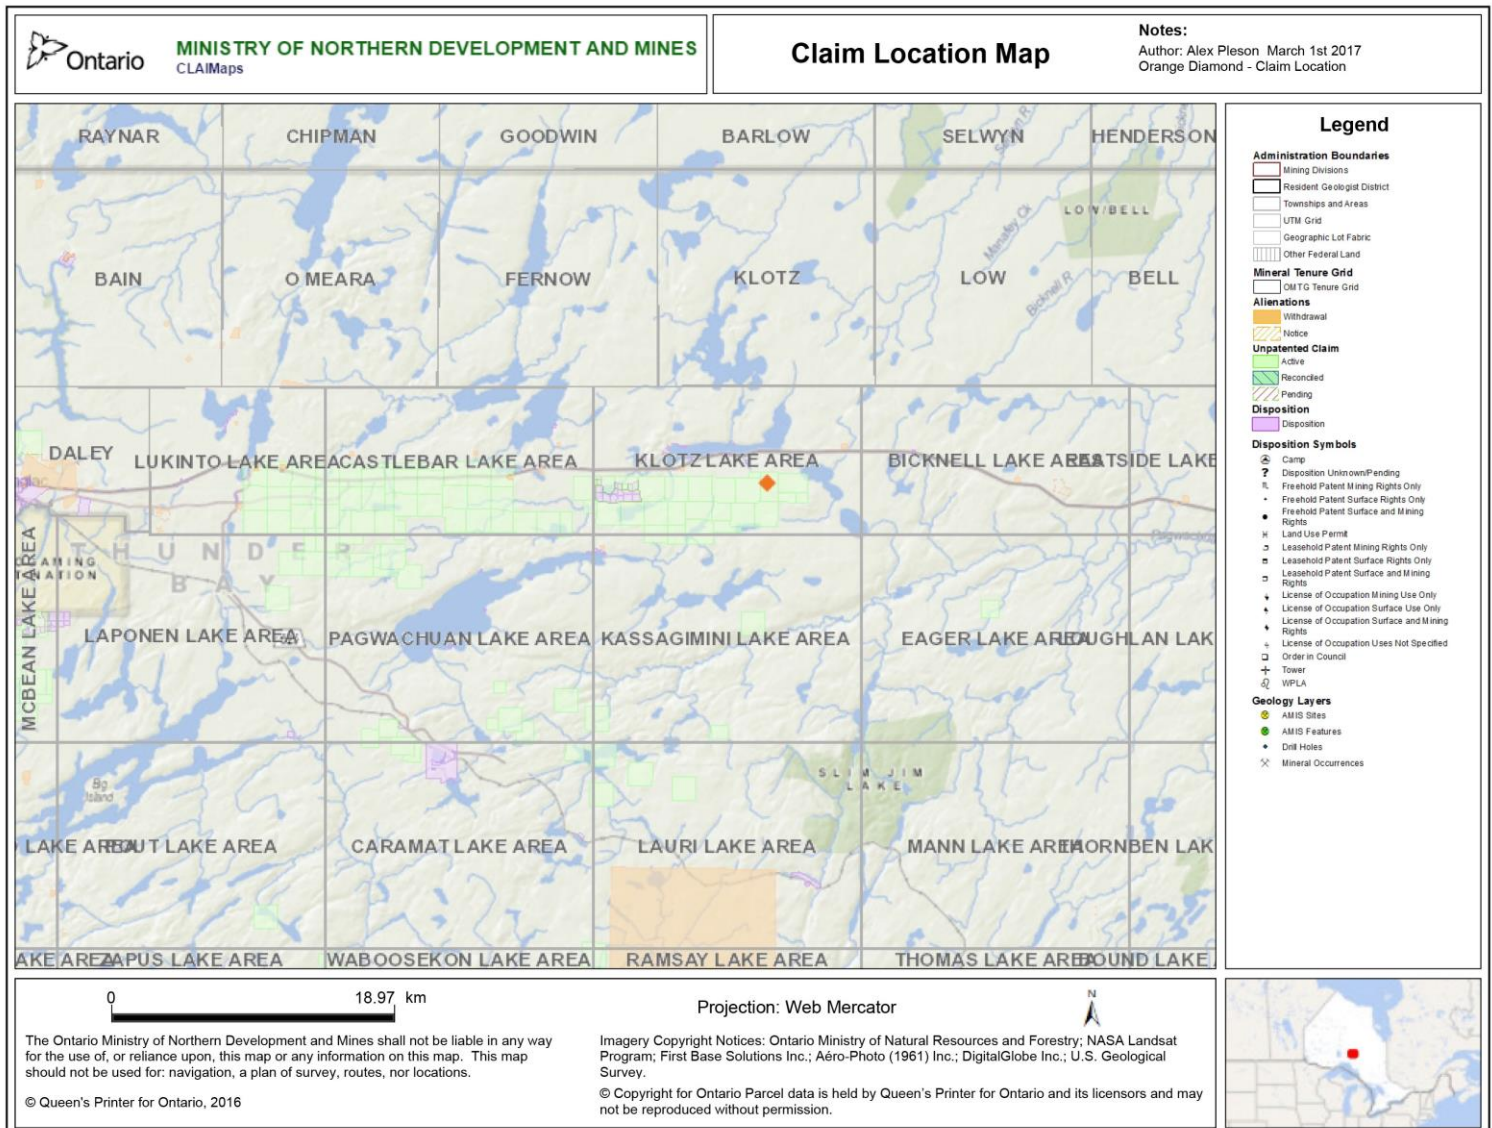 Ontario
MINISTRY OF NORTHERN DEVELOPMENT AND MINES
CLAIMaps
Claim Location Map
Notes:
Author: Alex Pleson March 1st 2017
Orange Diamond - Claim Location
RAYNAR
CHIPMAN
GOODWIN
BARLOW
SELWYN
HENDERSON
LOW/BELL
Manafey Ck
BAIN
O MEARA
FERNOW
KLOTZ
LOW
BELL
Bicknell R
DALEY
LUKINTO LAKE AREA
CASTLEBAR LAKE AREA
KLOTZ LAKE AREA
BICKNELL LAKE AREA
EASTSIDE LAKE
THUNDER
BAY
MCBEAN LAKE AREA
LAPONEN LAKE AREA
PAGWACHUAN LAKE AREA
KASSAGIMINI LAKE AREA
EAGER LAKE AREA
LOUGHLAN LAK
Big
Island
SLIM JIM
LAKE
LAKE AREA
POUT LAKE AREA
CARAMAT LAKE AREA
LAURI LAKE AREA
MANN LAKE AREA
THORNBEN LAK
AKE AREA
ZAPUS LAKE AREA
WABOOSEKON LAKE AREA
RAMSAY LAKE AREA
THOMAS LAKE AREA
BOUND LAKE
Legend
Administration Boundaries
Mining Divisions
Resident Geologist District
Townships and Areas
UTM Grid
Geographic Lot Fabric
Other Federal Land
Mineral Tenure Grid
OMTG Tenure Grid
Alienations
Withdrawal
Notice
Unpatented Claim
Active
Reconciled
Pending
Disposition
Disposition
Disposition Symbols
Camp
? Disposition Unknown/Pending
Freehold Patent Mining Rights Only
Freehold Patent Surface Rights Only
Freehold Patent Surface and Mining
Rights
Land Use Permit
Leasehold Patent Mining Rights Only
Leasehold Patent Surface Rights Only
Leasehold Patent Surface and Mining
Rights
License of Occupation Mining Use Only
License of Occupation Surface Use Only
License of Occupation Surface and Mining
Rights
License of Occupation Uses Not Specified
Order in Council
Tower
WPLA
Geology Layers
AMIS Sites
AMIS Features
Drill Holes
Mineral Occurrences
0 18.97 km
The Ontario Ministry of Northern Development and Mines shall not be liable in any way
for the use of, or reliance upon, this map or any information on this map. This map
should not be used for: navigation, a plan of survey, routes, nor locations.
© Queen's Printer for Ontario, 2016
Projection: Web Mercator
N
Imagery Copyright Notices: Ontario Ministry of Natural Resources and Forestry; NASA Landsat
Program; First Base Solutions Inc.; Aéro-Photo (1961) Inc.; DigitalGlobe Inc.; U.S. Geological
Survey.
© Copyright for Ontario Parcel data is held by Queen's Printer for Ontario and its licensors and may
not be reproduced without permission.